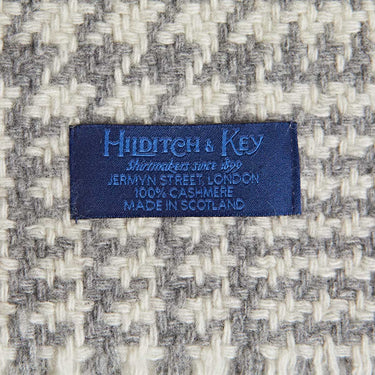 HILDITCH & KEY
Shirtmakers since 1899
JERMYN STREET, LONDON
100% CASHMERE
MADE IN SCOTLAND